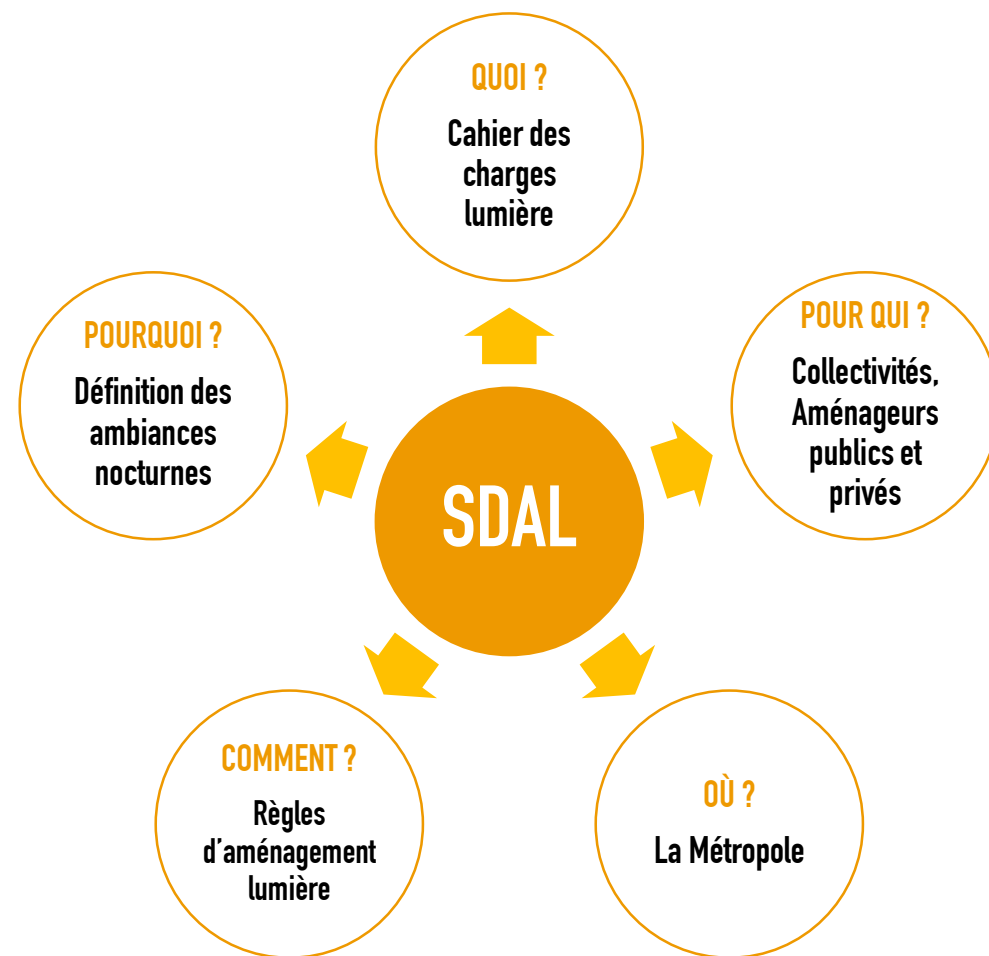 QUOI ?
Cahier des
charges
lumière
POURQUOI ?
Définition des
ambiances
nocturnes
POUR QUI ?
Collectivités,
Aménageurs
publics et
privés
SDAL
COMMENT ?
Règles
d’aménagement
lumière
OÙ ?
La Métropole